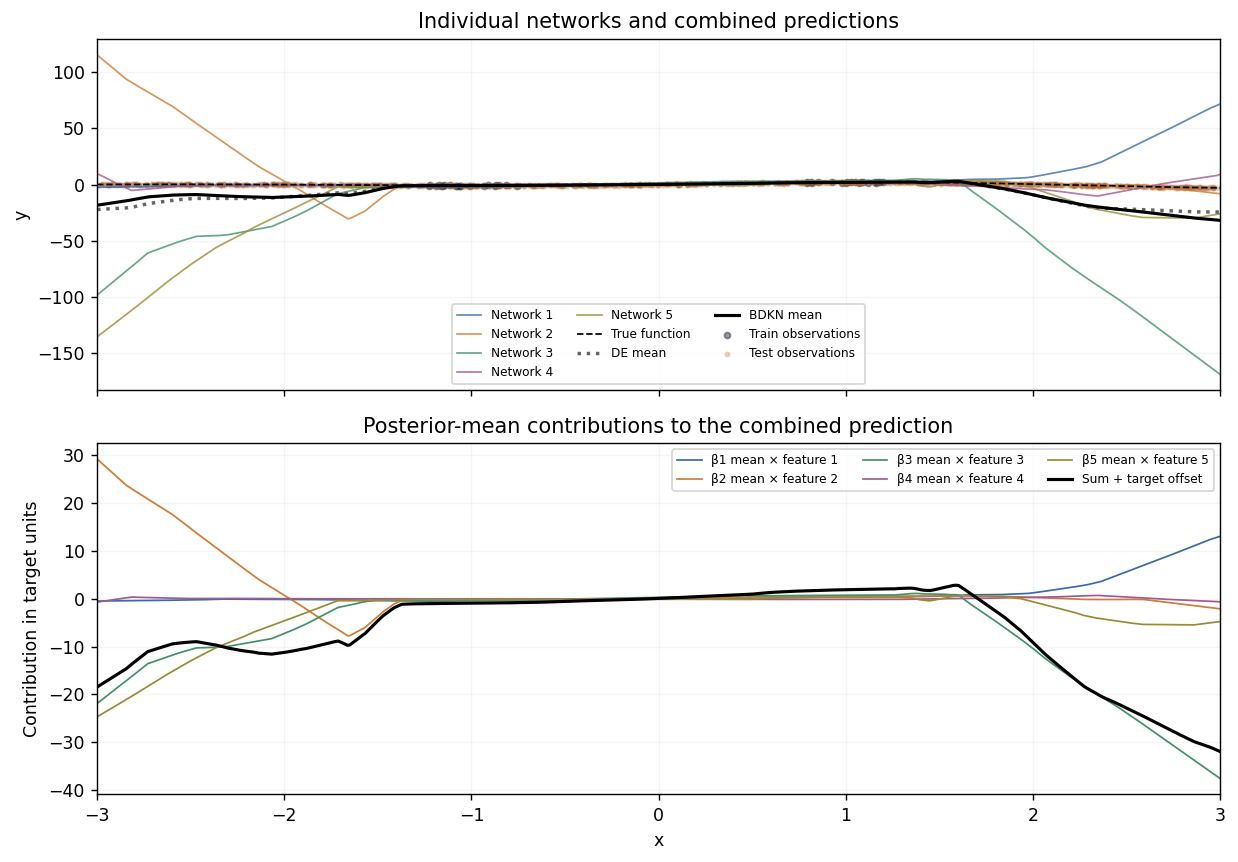 Individual networks and combined predictions
100
50
0
−50
−100
−150
y
Network 1
Network 2
Network 3
Network 4
Network 5
True function
DE mean
BDKN mean
Train observations
Test observations
Posterior-mean contributions to the combined prediction
30
20
10
0
−10
−20
−30
−40
Contribution in target units
β1 mean × feature 1
β2 mean × feature 2
β3 mean × feature 3
β4 mean × feature 4
β5 mean × feature 5
Sum + target offset
−3
−2
−1
0
1
2
3
x